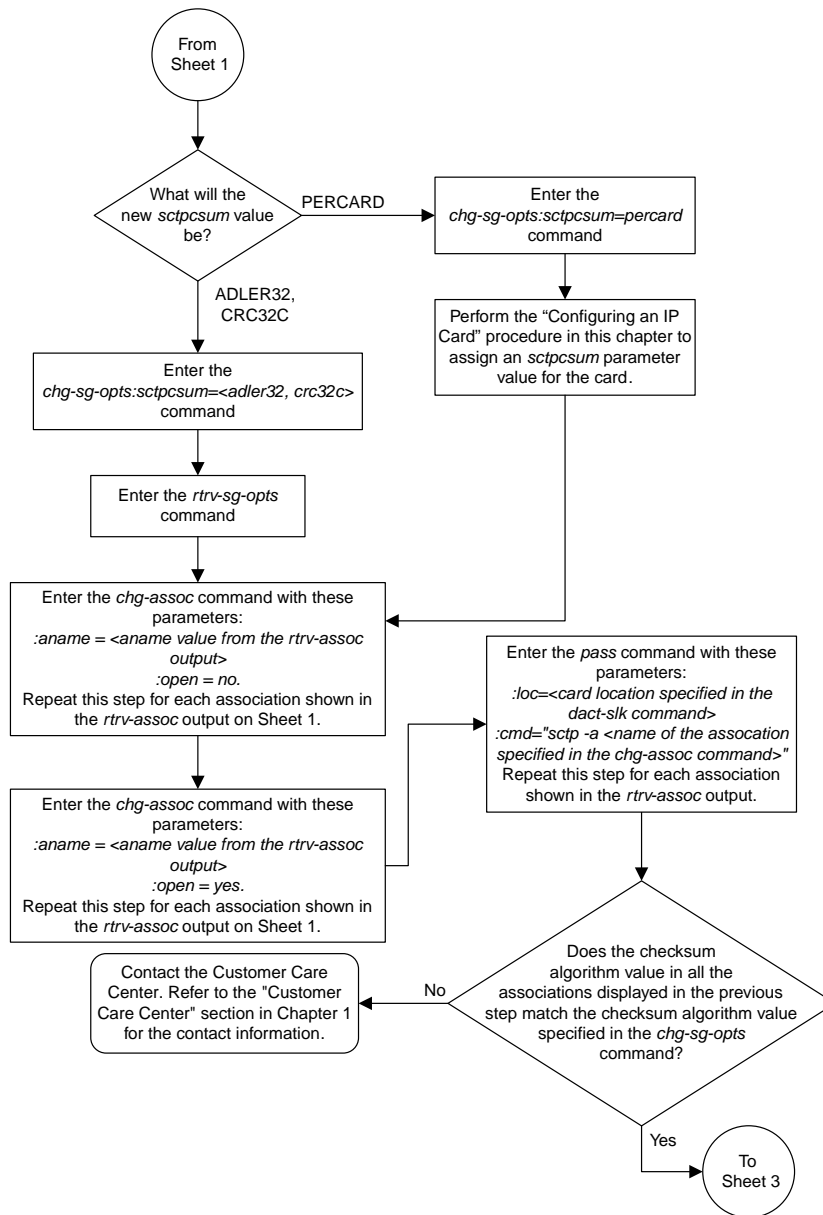 From
Sheet 1
What will the
new sctpcsum value
be?
PERCARD
Enter the
chg-sg-opts:sctpcsum=percard
command
ADLER32,
CRC32C
Perform the “Configuring an IP
Card” procedure in this chapter to
assign an sctpcsum parameter
value for the card.
Enter the
chg-sg-opts:sctpcsum=<adler32, crc32c>
command
Enter the rtrv-sg-opts
command
Enter the chg-assoc command with these
parameters:
:aname = <aname value from the rtrv-assoc
output>
:open = no.
Repeat this step for each association shown in
the rtrv-assoc output on Sheet 1.
Enter the chg-assoc command with these
parameters:
:aname = <aname value from the rtrv-assoc
output>
:open = yes.
Repeat this step for each association shown in
the rtrv-assoc output on Sheet 1.
Enter the pass command with these
parameters:
:loc=<card location specified in the
dact-slk command>
:cmd="sctp -a <name of the assocation
specified in the chg-assoc command>"
Repeat this step for each association
shown in the rtrv-assoc output.
Does the checksum
algorithm value in all the
associations displayed in the previous
step match the checksum algorithm value
specified in the chg-sg-opts
command?
No
Contact the Customer Care
Center. Refer to the "Customer
Care Center" section in Chapter 1
for the contact information.
Yes
To
Sheet 3